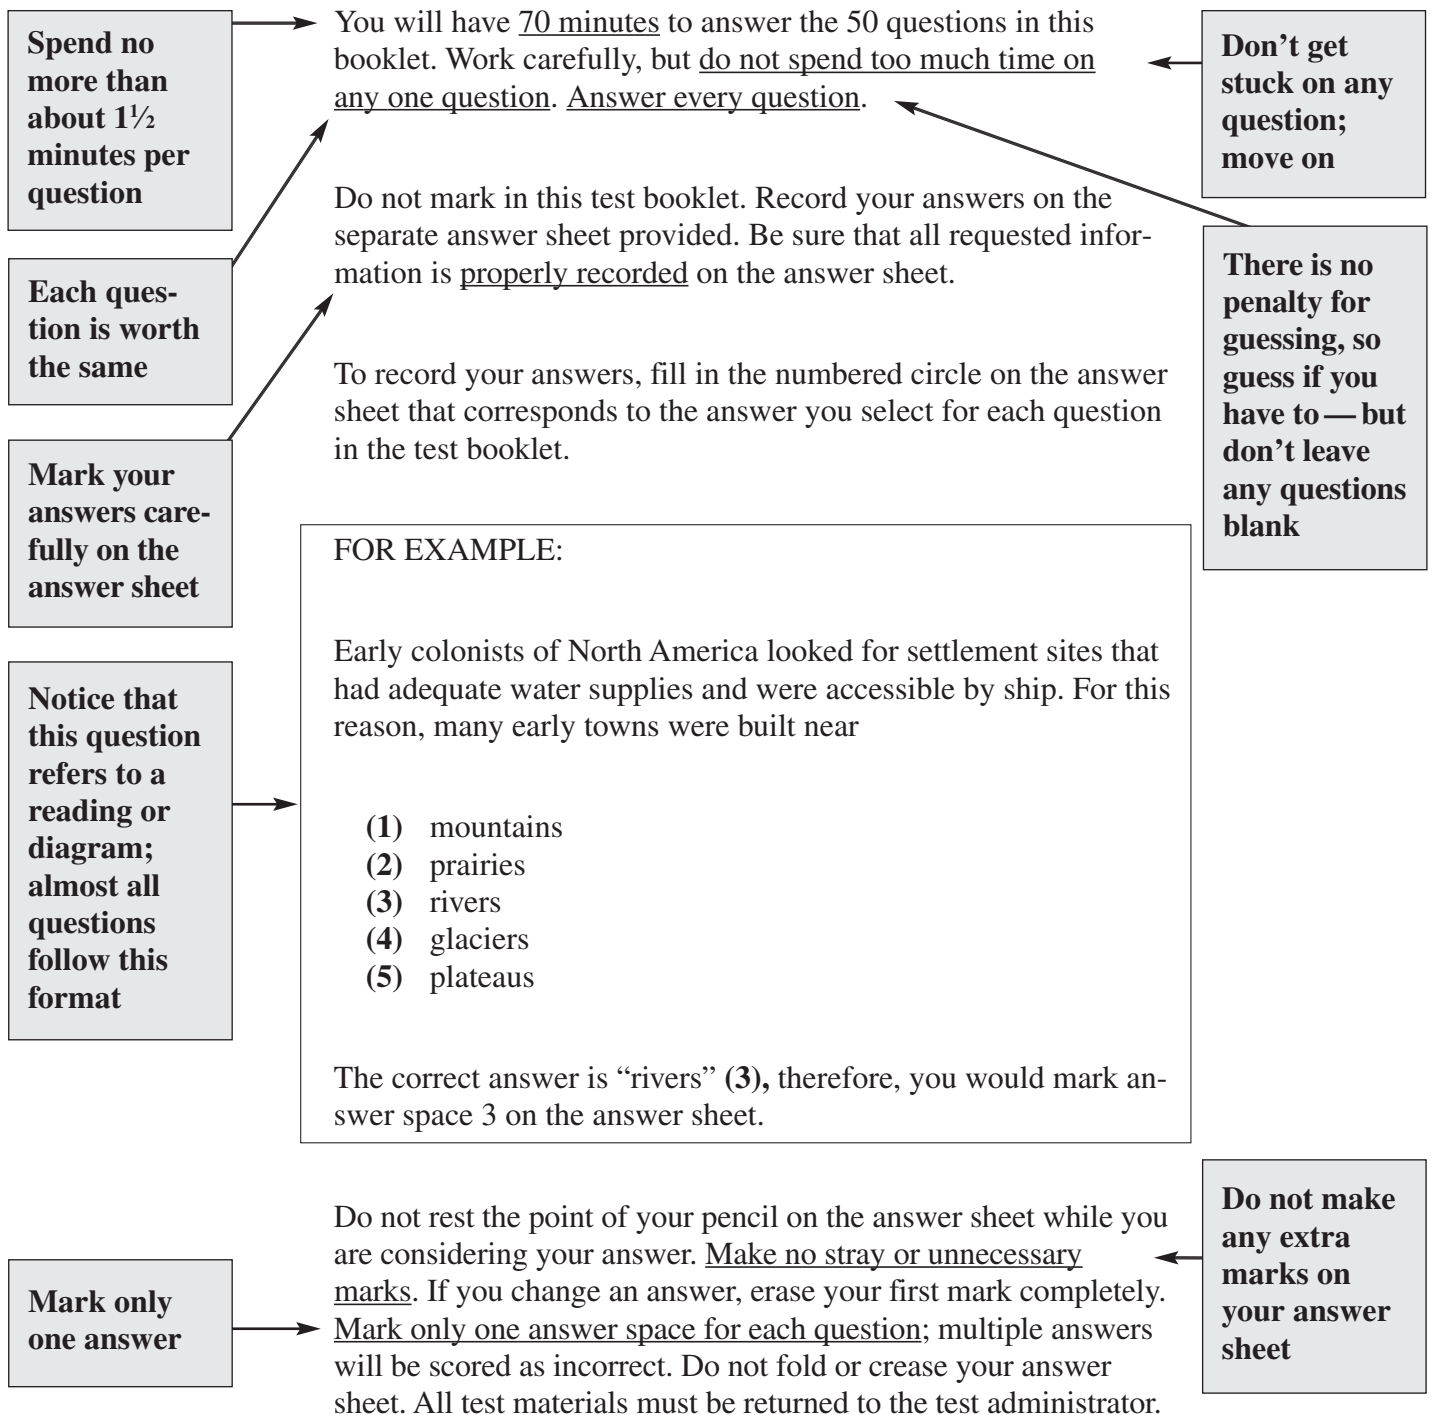 Spend no
more than
about 1½
minutes per
question
You will have 70 minutes to answer the 50 questions in this
booklet. Work carefully, but do not spend too much time on
any one question. Answer every question.
Don't get
stuck on any
question;
move on
Each ques-
tion is worth
the same
Do not mark in this test booklet. Record your answers on the
separate answer sheet provided. Be sure that all requested infor-
mation is properly recorded on the answer sheet.
There is no
penalty for
guessing, so
guess if you
have to — but
don't leave
any questions
blank
To record your answers, fill in the numbered circle on the answer
sheet that corresponds to the answer you select for each question
in the test booklet.
Mark your
answers care-
fully on the
answer sheet
FOR EXAMPLE:
Early colonists of North America looked for settlement sites that
had adequate water supplies and were accessible by ship. For this
reason, many early towns were built near
Notice that
this question
refers to a
reading or
diagram;
almost all
questions
follow this
format
(1) mountains
(2) prairies
(3) rivers
(4) glaciers
(5) plateaus
The correct answer is “rivers” (3), therefore, you would mark an-
swer space 3 on the answer sheet.
Do not rest the point of your pencil on the answer sheet while you
are considering your answer. Make no stray or unnecessary
marks. If you change an answer, erase your first mark completely.
Mark only one answer space for each question; multiple answers
will be scored as incorrect. Do not fold or crease your answer
sheet. All test materials must be returned to the test administrator.
Do not make
any extra
marks on
your answer
sheet
Mark only
one answer